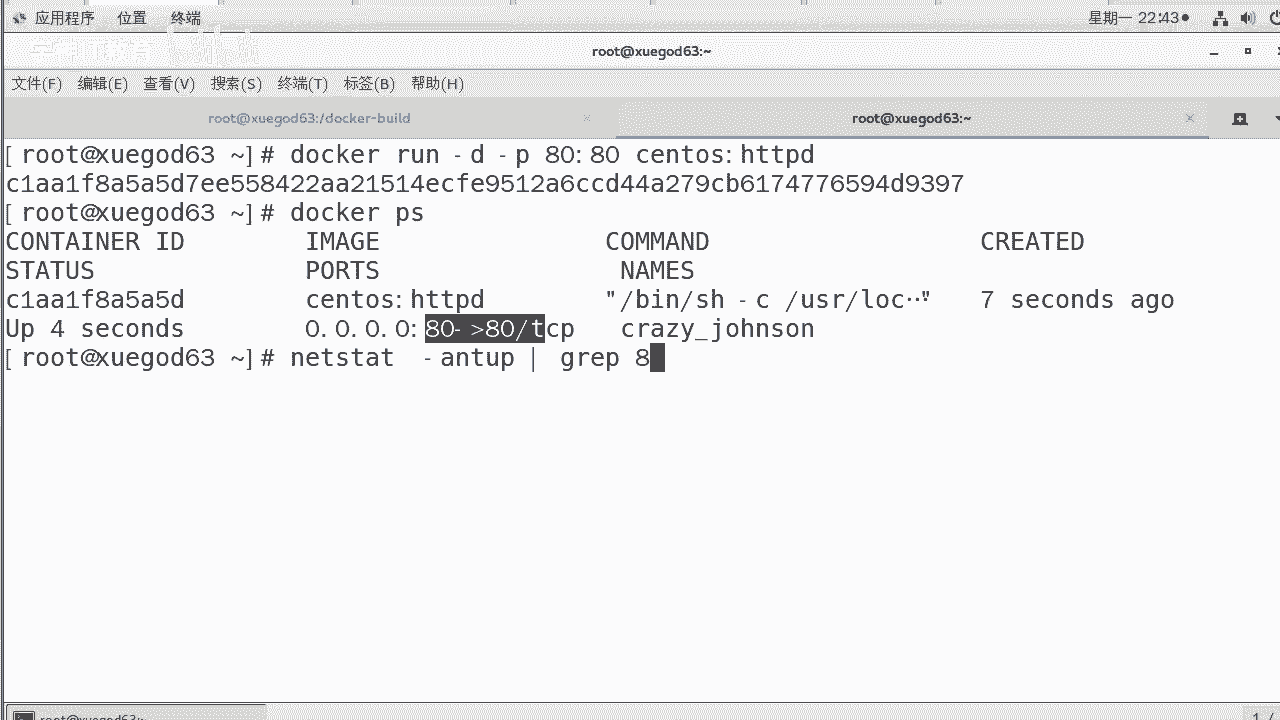 应用程序 位置 终端 星期一 22:43
root@xuegod63:~
文件(F) 编辑(E) 查看(V) 搜索(S) 终端(T) 标签(B) 帮助(H)
root@xuegod63:/docker-build × root@xuegod63:~ ×
[root@xuegod63 ~]# docker run -d -p 80:80 centos:httpd
c1aa1f8a5a5d7ee558422aa21514ecfe9512a6ccd44a279cb6174776594d9397
[root@xuegod63 ~]# docker ps
CONTAINER ID IMAGE COMMAND CREATED
STATUS PORTS NAMES
c1aa1f8a5a5d centos:httpd "/bin/sh -c /usr/loc…" 7 seconds ago
Up 4 seconds 0.0.0.0:80->80/tcp crazy_johnson
[root@xuegod63 ~]# netstat -antup | grep 8
root@xuegod63:~ 1 /